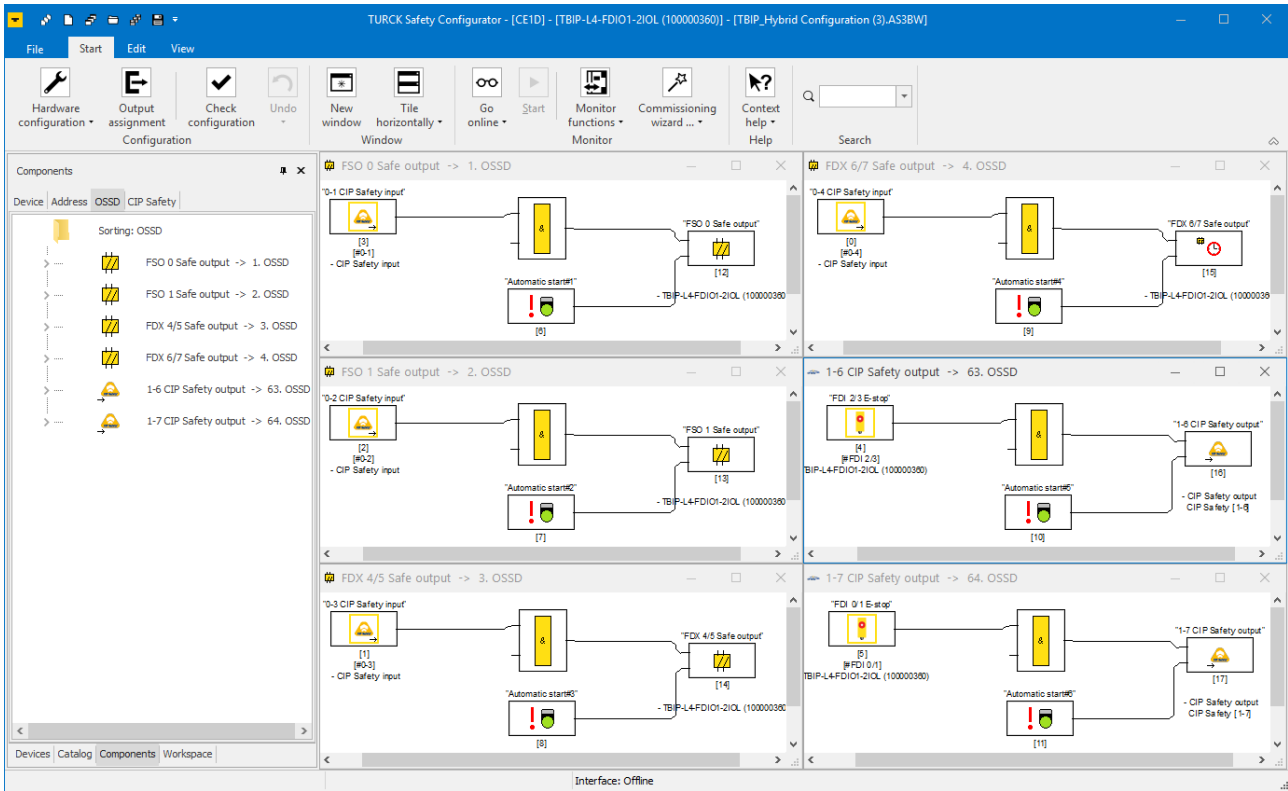 TURCK Safety Configurator - [CE1D] - [TBIP-L4-FDIO1-2IOL (100000360)] - [TBIP_Hybrid Configuration (3).AS3BW]
File Start Edit View
Hardware configuration
Output assignment
Check configuration
Undo
Configuration
New window
Tile horizontally
Window
Go online
Start
Monitor functions
Commissioning wizard ...
Monitor
Context help
Help
Search
Components
Device Address OSSD CIP Safety
Sorting: OSSD
FSO 0 Safe output -> 1. OSSD
FSO 1 Safe output -> 2. OSSD
FDX 4/5 Safe output -> 3. OSSD
FDX 6/7 Safe output -> 4. OSSD
1-6 CIP Safety output -> 63. OSSD
1-7 CIP Safety output -> 64. OSSD
Devices Catalog Components Workspace
FSO 0 Safe output -> 1. OSSD
"0-1 CIP Safety input"
[3]
[#0-1]
- CIP Safety input
&
"Automatic start#1"
[6]
"FSO 0 Safe output"
[12]
- TBIP-L4-FDIO1-2IOL (100000360
FDX 6/7 Safe output -> 4. OSSD
"0-4 CIP Safety input"
[0]
[#0-4]
- CIP Safety input
&
"Automatic start#4"
[9]
"FDX 6/7 Safe output"
[15]
- TBIP-L4-FDIO1-2IOL (10000036
FSO 1 Safe output -> 2. OSSD
"0-2 CIP Safety input"
[2]
[#0-2]
- CIP Safety input
&
"Automatic start#2"
[7]
"FSO 1 Safe output"
[13]
- TBIP-L4-FDIO1-2IOL (100000360
1-6 CIP Safety output -> 63. OSSD
"FDI 2/3 E-stop"
[4]
[#FDI 2/3]
TBIP-L4-FDIO1-2IOL (100000360)
&
"Automatic start#5"
[10]
"1-6 CIP Safety output"
[16]
- CIP Safety output
CIP Safety [1-6]
FDX 4/5 Safe output -> 3. OSSD
"0-3 CIP Safety input"
[1]
[#0-3]
- CIP Safety input
&
"Automatic start#3"
[8]
"FDX 4/5 Safe output"
[14]
- TBIP-L4-FDIO1-2IOL (100000360
1-7 CIP Safety output -> 64. OSSD
"FDI 0/1 E-stop"
[5]
[#FDI 0/1]
TBIP-L4-FDIO1-2IOL (100000360)
&
"Automatic start#6"
[11]
"1-7 CIP Safety output"
[17]
- CIP Safety output
CIP Safety [1-7]
Interface: Offline